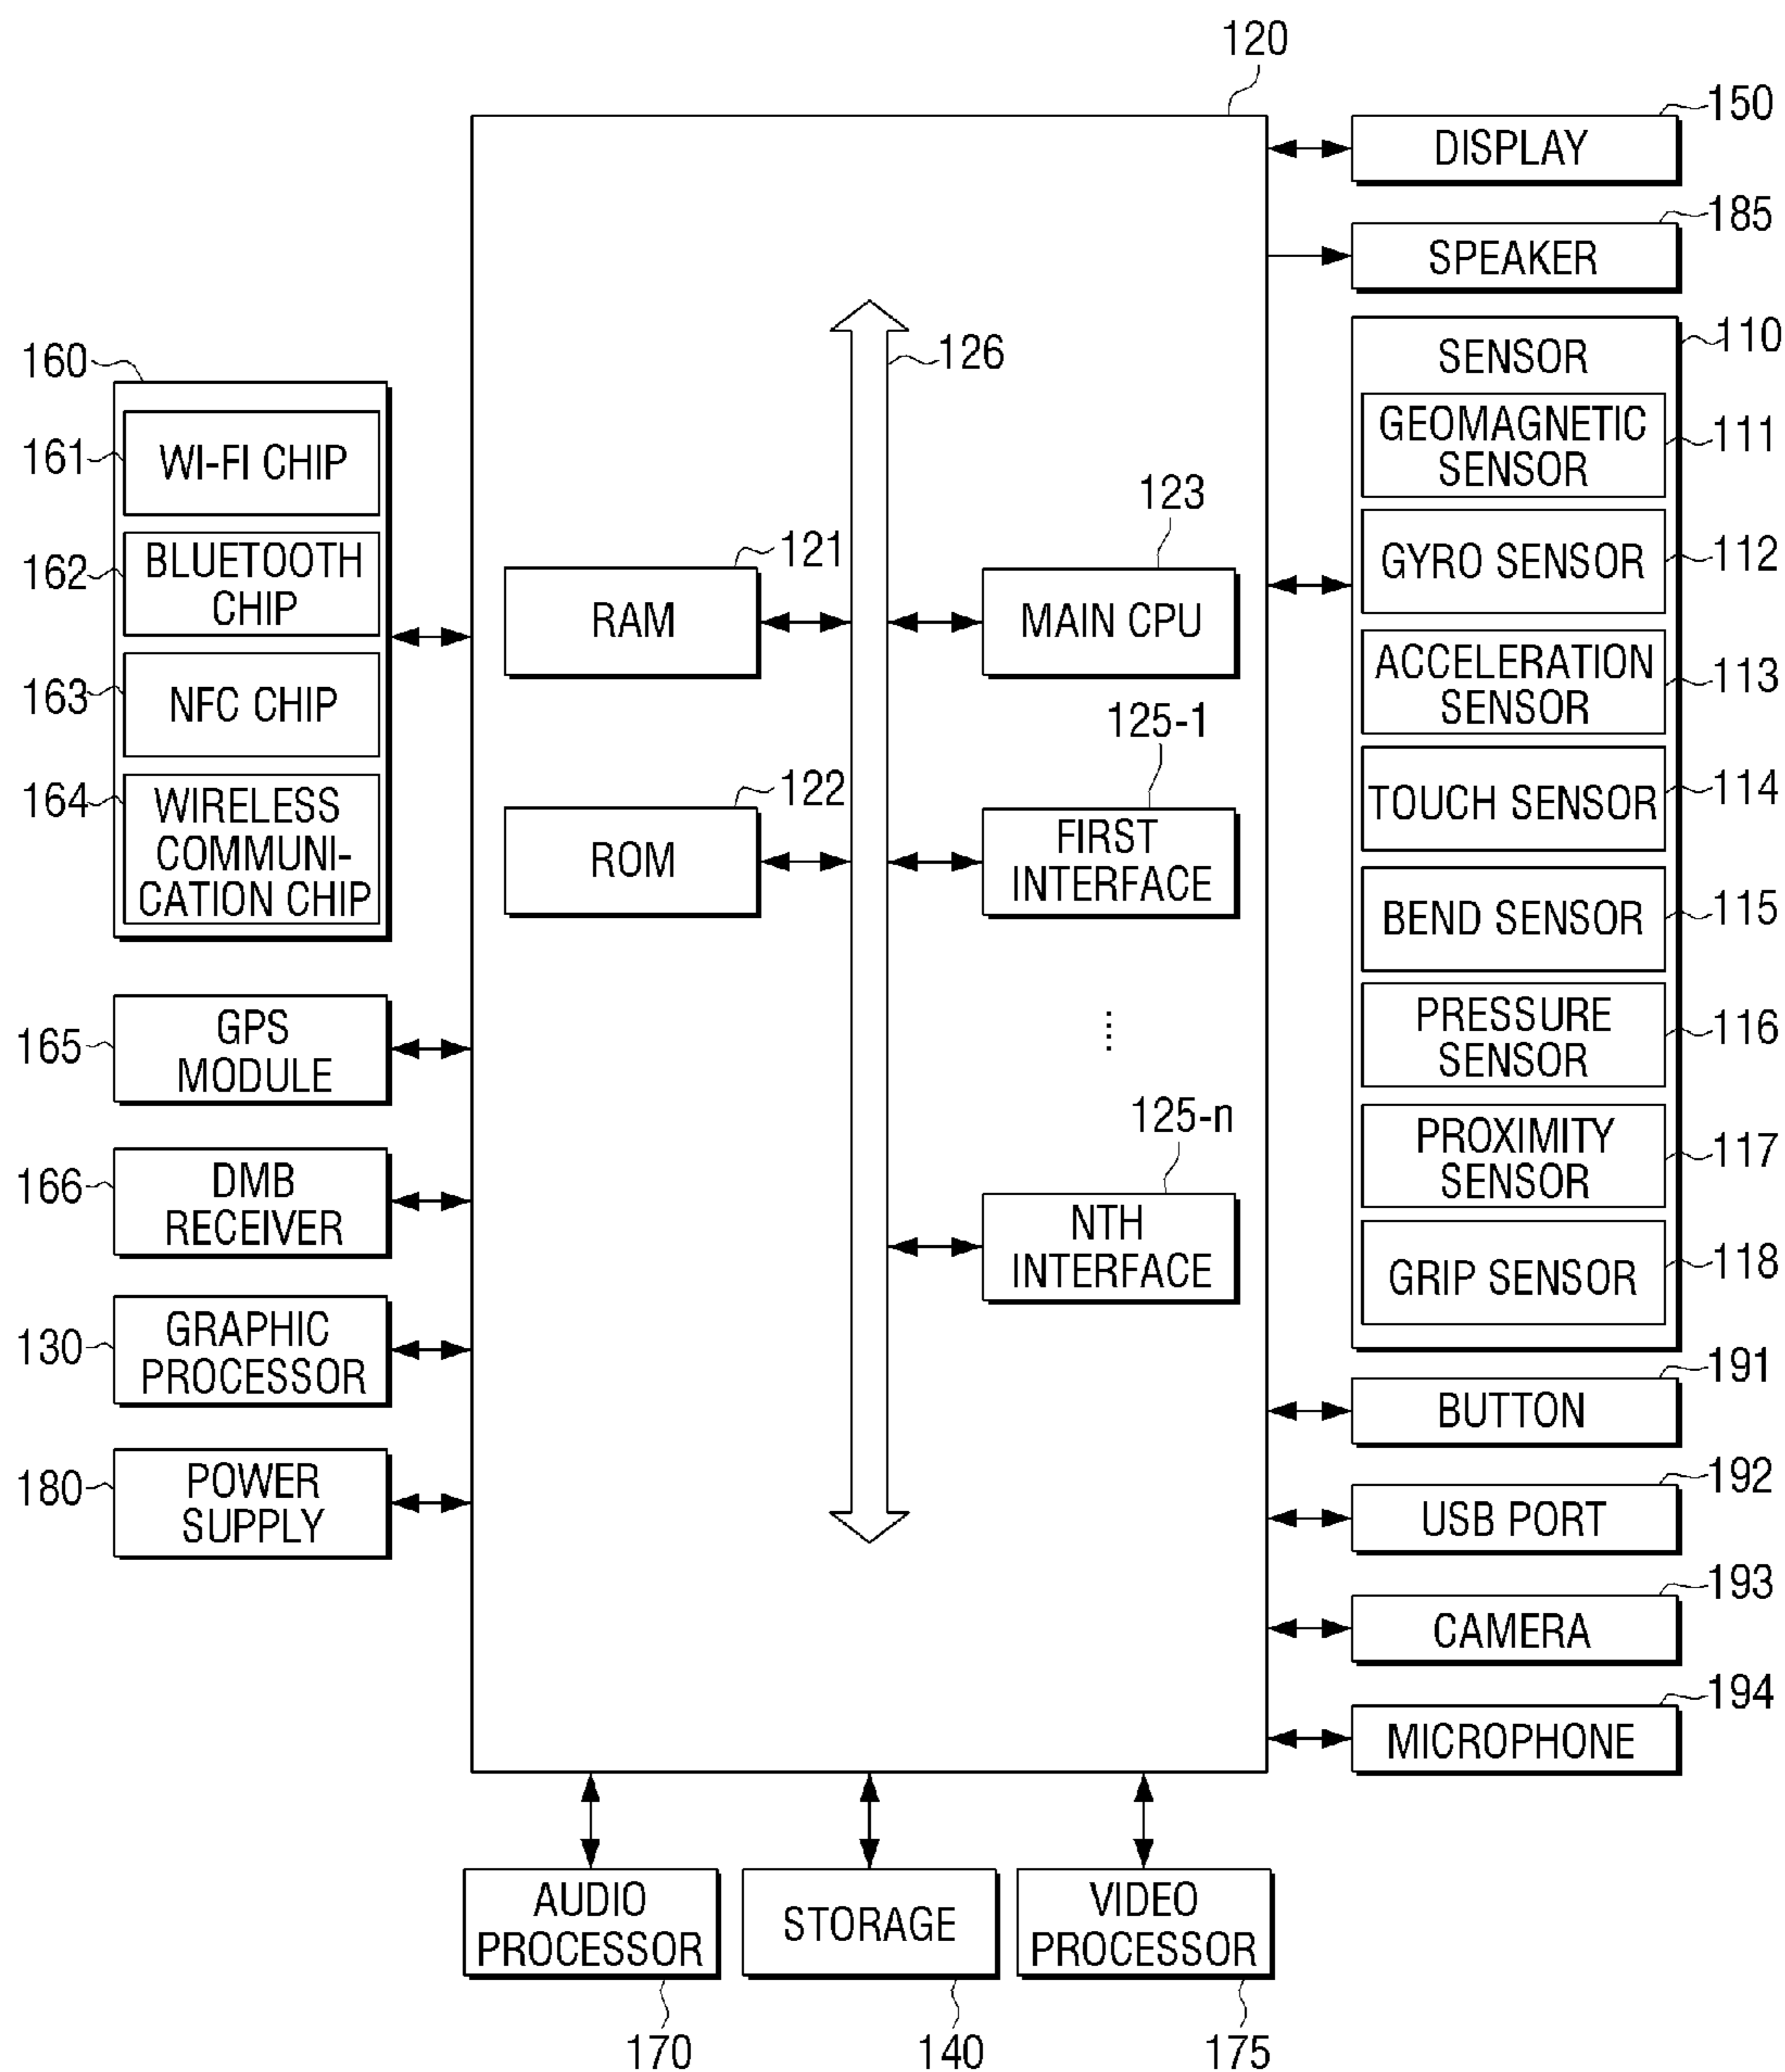 120
150
DISPLAY
185
SPEAKER
110
SENSOR
GEOMAGNETIC
SENSOR
111
GYRO SENSOR
112
ACCELERATION
SENSOR
113
TOUCH SENSOR
114
BEND SENSOR
115
PRESSURE
SENSOR
116
PROXIMITY
SENSOR
117
GRIP SENSOR
118
191
BUTTON
192
USB PORT
193
CAMERA
194
MICROPHONE
126
121
RAM
123
MAIN CPU
122
ROM
125-1
FIRST
INTERFACE
125-n
NTH
INTERFACE
160
161
WI-FI CHIP
162
BLUETOOTH
CHIP
163
NFC CHIP
164
WIRELESS
COMMUNI-
CATION CHIP
165
GPS
MODULE
166
DMB
RECEIVER
130
GRAPHIC
PROCESSOR
180
POWER
SUPPLY
AUDIO
PROCESSOR
170
STORAGE
140
VIDEO
PROCESSOR
175